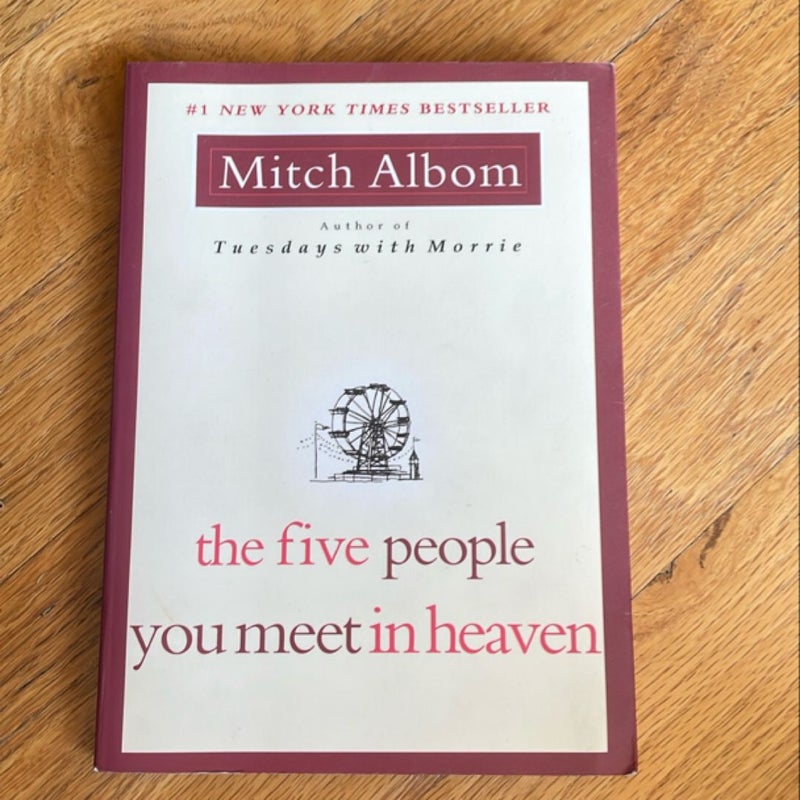 #1 NEW YORK TIMES BESTSELLER
Mitch Albom
Author of
Tuesdays with Morrie
the five people
you meet in heaven